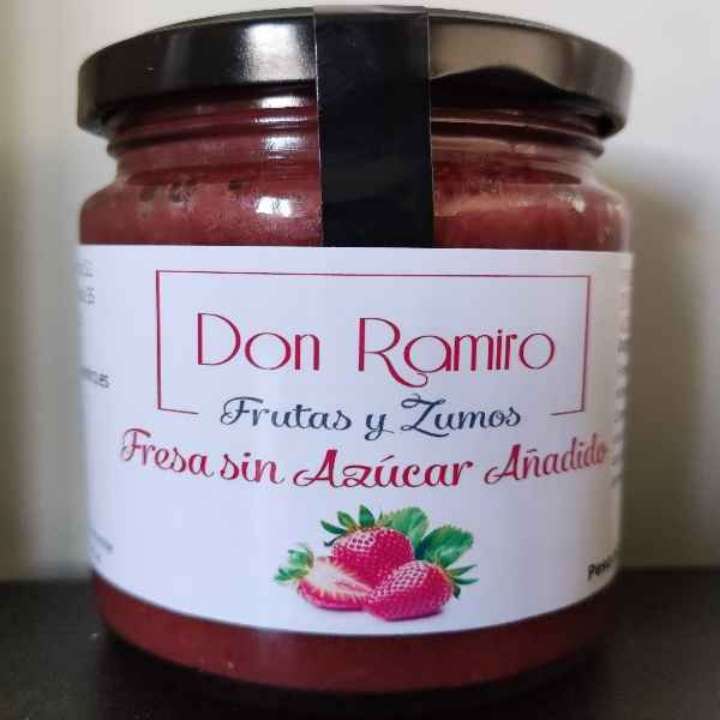 Don Ramiro
Frutas y Zumos
Fresa sin Azúcar Añadido